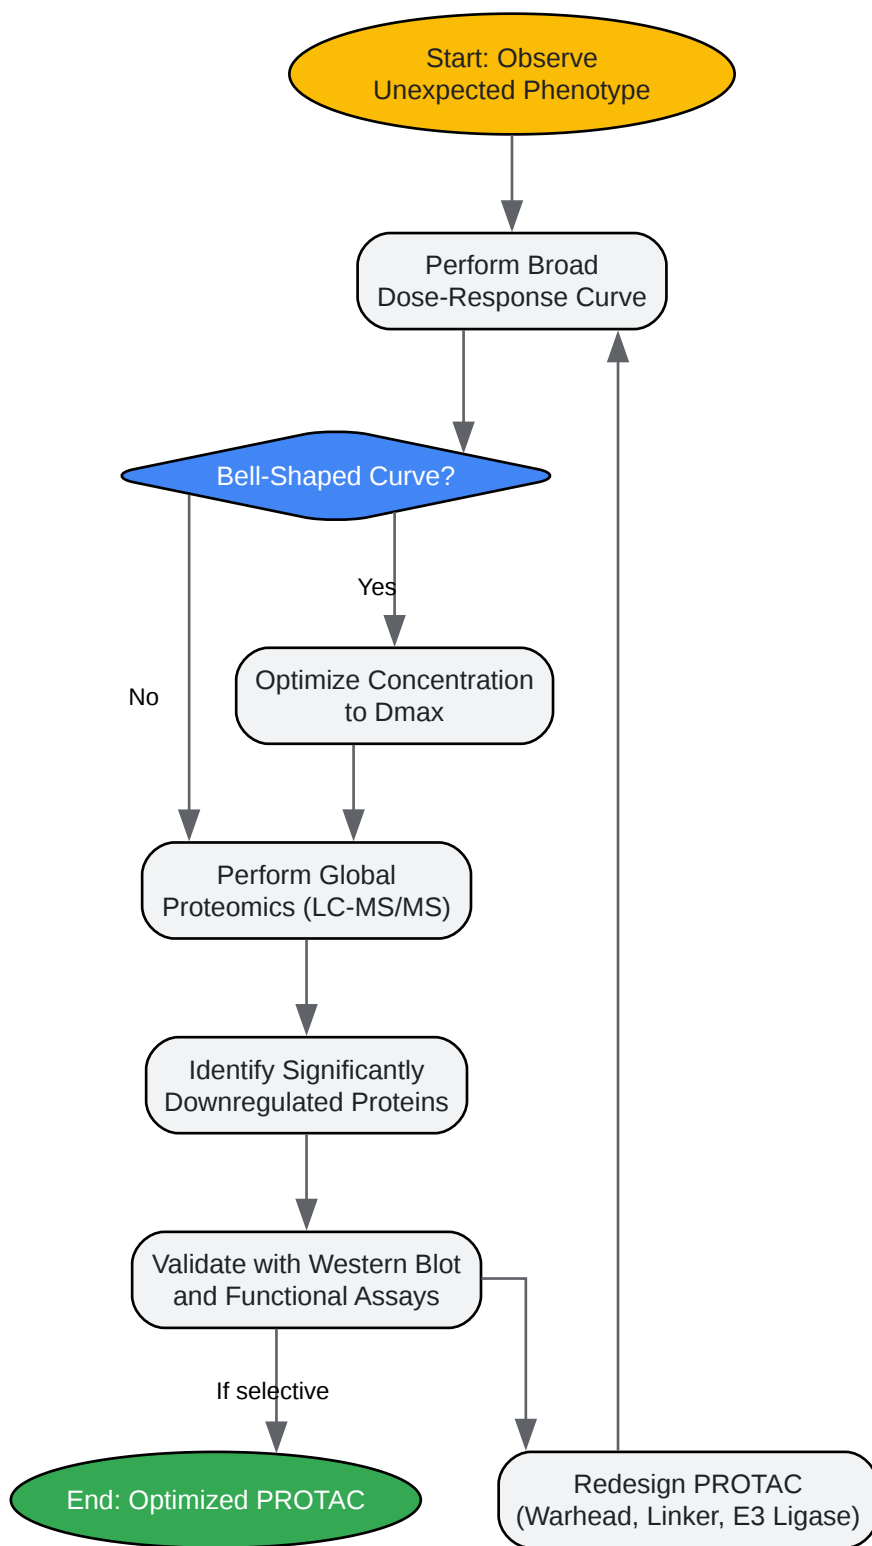 Start: Observe
Unexpected Phenotype
Perform Broad
Dose-Response Curve
Bell-Shaped Curve?
Yes
Optimize Concentration
to Dmax
No
Perform Global
Proteomics (LC-MS/MS)
Identify Significantly
Downregulated Proteins
Validate with Western Blot
and Functional Assays
If selective
End: Optimized PROTAC
Redesign PROTAC
(Warhead, Linker, E3 Ligase)